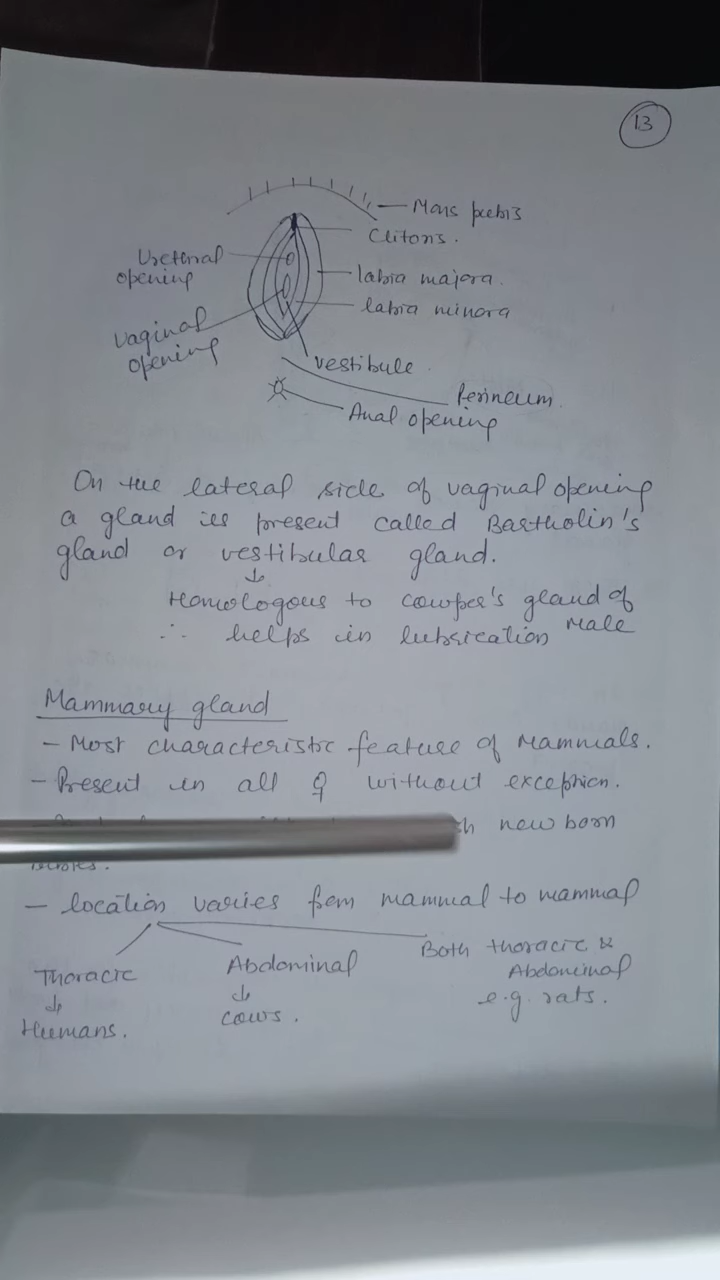 13
Mons pubis
Clitoris.
Urethral
opening
labia majora.
labia minora
vaginal
opening
vestibule.
Perineum.
Anal opening
On the lateral side of vaginal opening
a gland is present called Bartholin's
gland or vestibular gland.
↓
Homologous to cowper's gland of
Male
∴ helps in lubrication
Mammary gland
- Most characteristic feature of Mammals.
- Present in all ♀ without exception.
new born
- location varies from mammal to mammal
Thoracic
↓
Humans.
Abdominal
↓
cows.
Both thoracic &
Abdominal
e.g. rats.